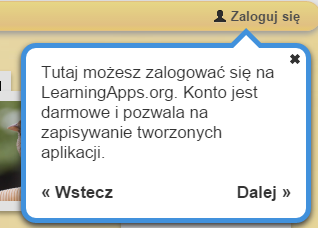 Zaloguj się
Tutaj możesz zalogować się na
LearningApps.org. Konto jest
darmowe i pozwala na
zapisywanie tworzonych
aplikacji.
« Wstecz Dalej »